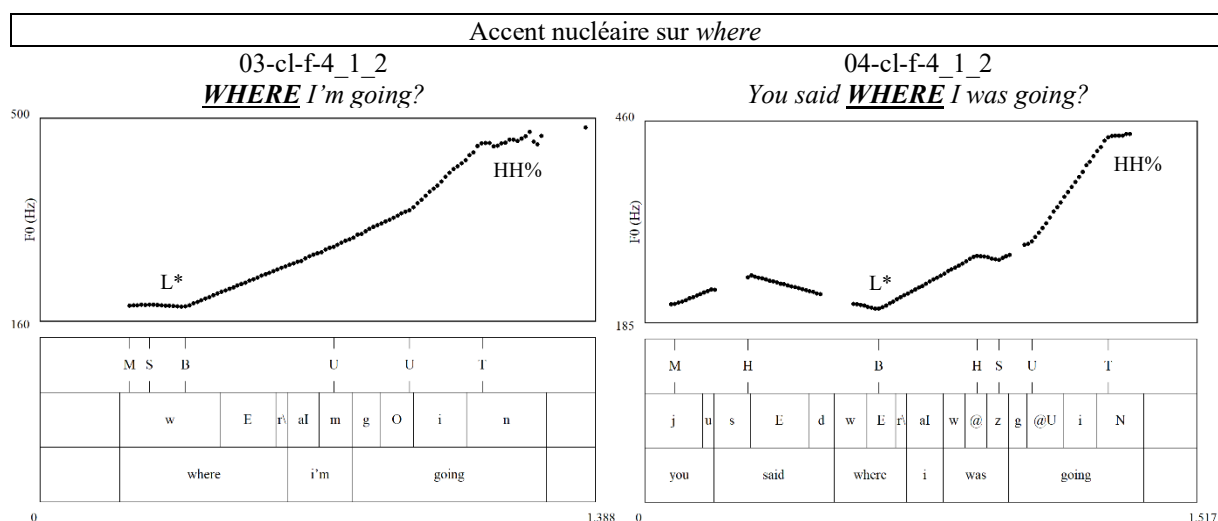 Accent nucléaire sur where
03-cl-f-4_1_2
WHERE I'm going?
500
F0 (Hz)
L*
HH%
160
M S B U U T
w E r\ aI m g O i n
where i'm going
0 1.388
04-cl-f-4_1_2
You said WHERE I was going?
460
F0 (Hz)
L*
HH%
185
M H B H S U T
j u s E d w E r\ aI w @ z g @U i N
you said where i was going
0 1.517